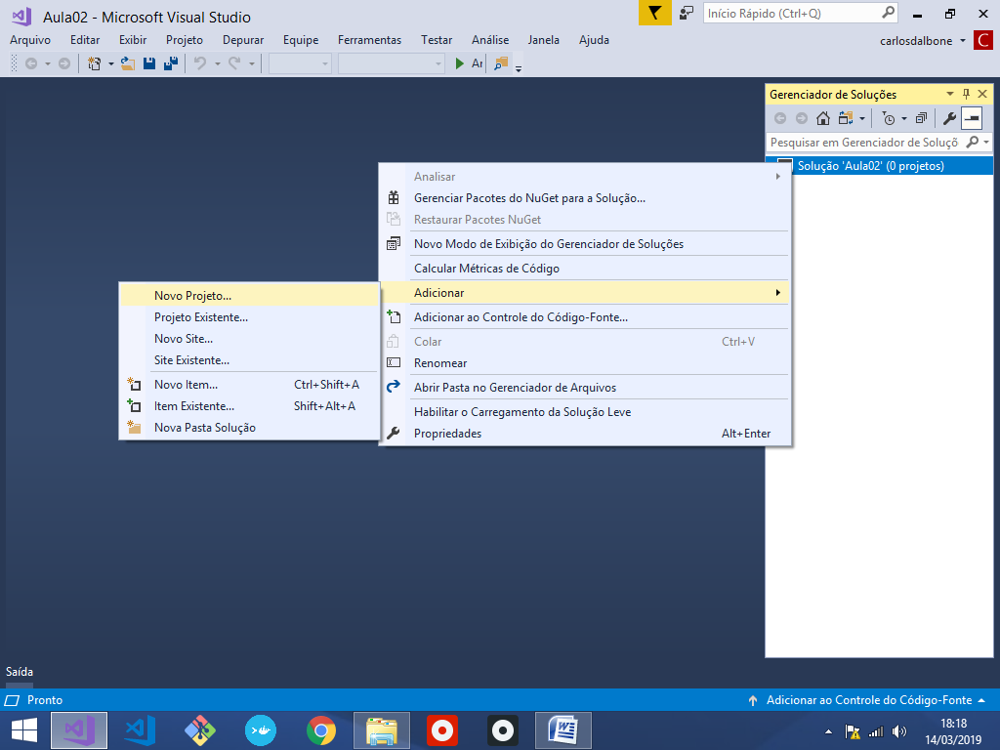 Aula02 - Microsoft Visual Studio
Início Rápido (Ctrl+Q)
Arquivo Editar Exibir Projeto Depurar Equipe Ferramentas Testar Análise Janela Ajuda
carlosdalbone C
Ar
Gerenciador de Soluções
Pesquisar em Gerenciador de Soluçõ
Solução 'Aula02' (0 projetos)
Analisar
Gerenciar Pacotes do NuGet para a Solução...
Restaurar Pacotes NuGet
Novo Modo de Exibição do Gerenciador de Soluções
Calcular Métricas de Código
Adicionar
Adicionar ao Controle do Código-Fonte...
Colar Ctrl+V
Renomear
Abrir Pasta no Gerenciador de Arquivos
Habilitar o Carregamento da Solução Leve
Propriedades Alt+Enter
Novo Projeto...
Projeto Existente...
Novo Site...
Site Existente...
Novo Item... Ctrl+Shift+A
Item Existente... Shift+Alt+A
Nova Pasta Solução
Saída
Pronto
Adicionar ao Controle do Código-Fonte
18:18
14/03/2019